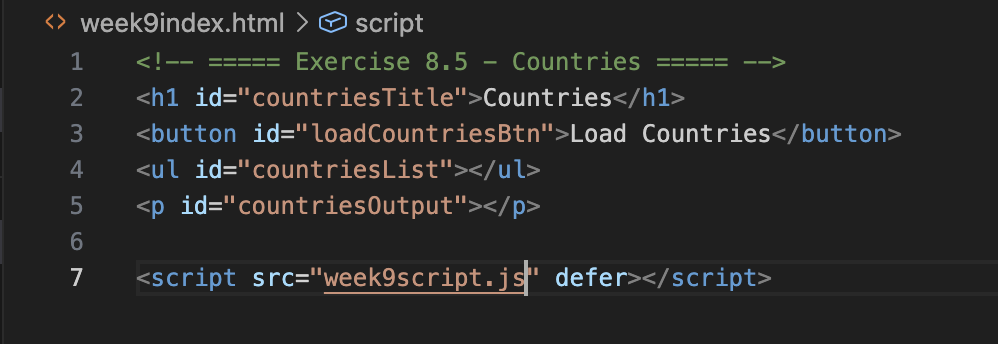 week9index.html > script
1 <!-- ===== Exercise 8.5 - Countries ===== -->
2 <h1 id="countriesTitle">Countries</h1>
3 <button id="loadCountriesBtn">Load Countries</button>
4 <ul id="countriesList"></ul>
5 <p id="countriesOutput"></p>
6
7 <script src="week9script.js" defer></script>